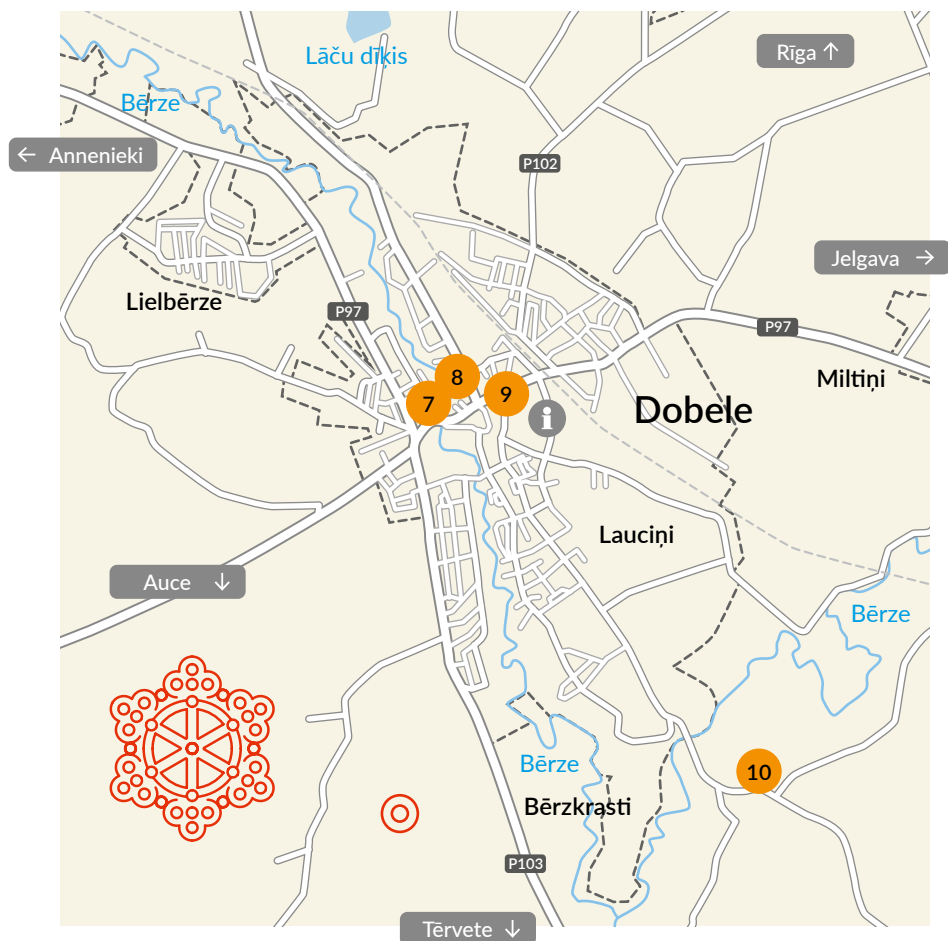 Lāču dīķis
Rīga ↑
Bērze
← Annenieki
P102
Jelgava →
Lielbērze
P97
P97
Miltiņi
8
7
9
i
Dobele
Lauciņi
Auce ↓
Bērze
Bērze
10
Bērzkrasti
P103
Tērvete ↓